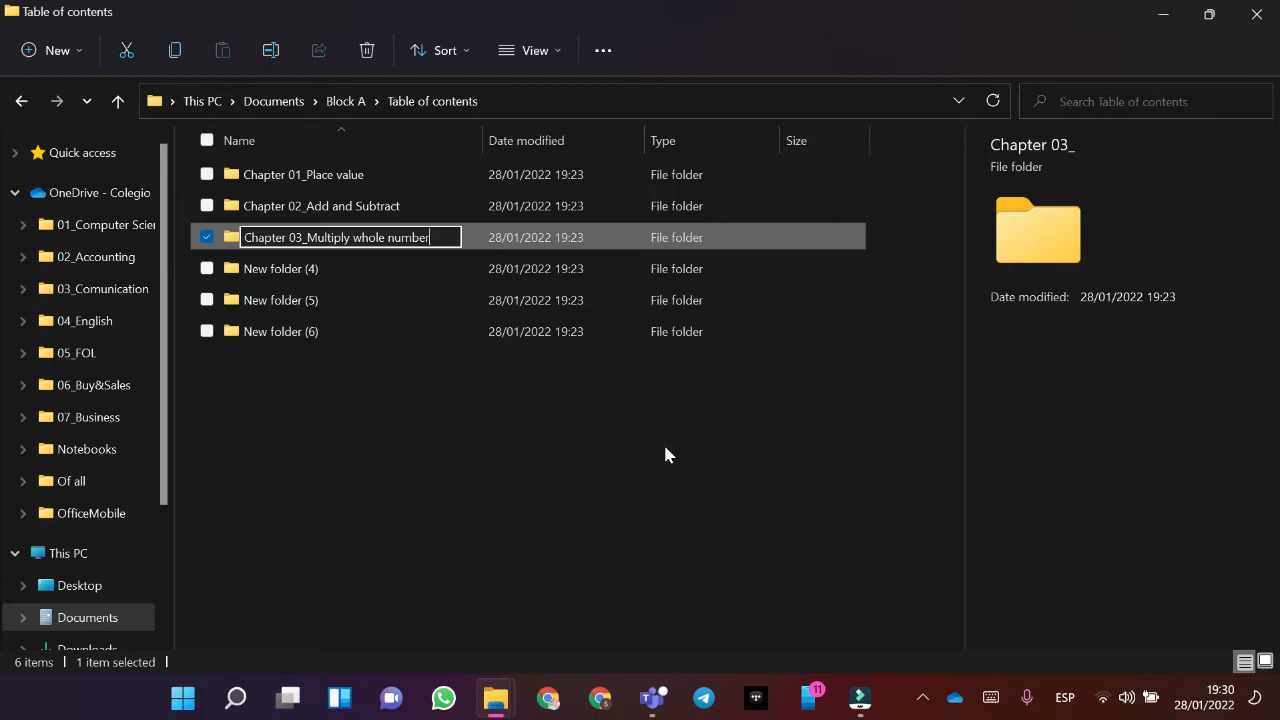 Table of contents
New
Sort
View
This PC
Documents
Block A
Table of contents
Search Table of contents
Quick access
OneDrive - Colegio
01_Computer Scien
02_Accounting
03_Comunication
04_English
05_FOL
06_Buy&Sales
07_Business
Notebooks
Of all
OfficeMobile
This PC
Desktop
Documents
Downloads
Name Date modified Type Size
Chapter 01_Place value 28/01/2022 19:23 File folder
Chapter 02_Add and Subtract 28/01/2022 19:23 File folder
Chapter 03_Multiply whole number 28/01/2022 19:23 File folder
New folder (4) 28/01/2022 19:23 File folder
New folder (5) 28/01/2022 19:23 File folder
New folder (6) 28/01/2022 19:23 File folder
Chapter 03_
File folder
Date modified: 28/01/2022 19:23
6 items 1 item selected
11
ESP
19:30
28/01/2022